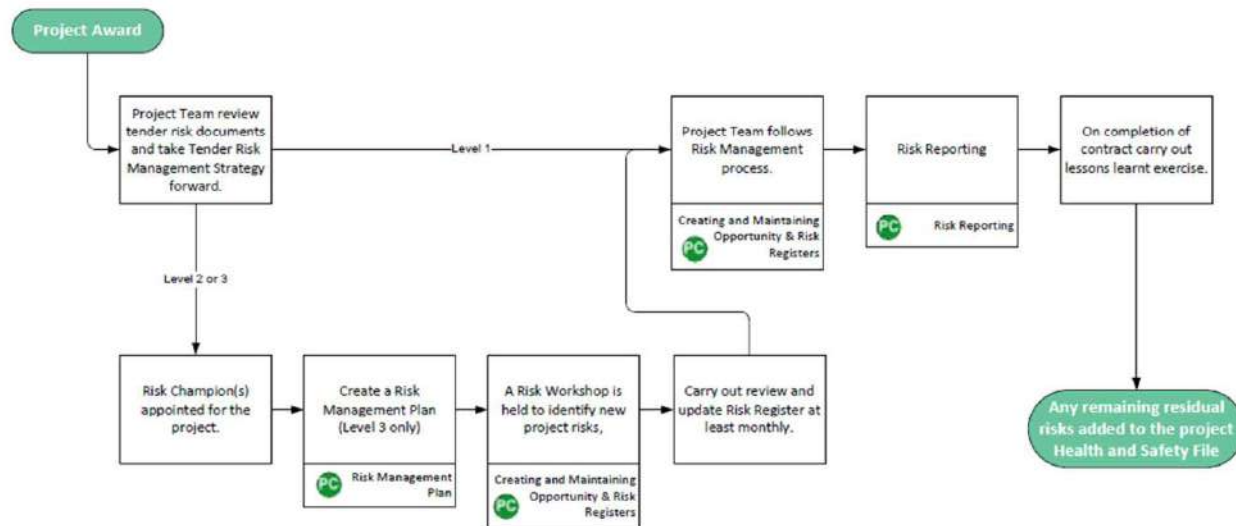 Project Award
Project Team review
tender risk documents
and take Tender Risk
Management Strategy
forward.
Level 1
Project Team follows
Risk Management
process.
Creating and Maintaining
Opportunity & Risk
Registers
PC
Risk Reporting
PC
Risk Reporting
On completion of
contract carry out
lessons learnt exercise.
Level 2 or 3
Risk Champion(s)
appointed for the
project.
Create a Risk
Management Plan
(Level 3 only)
PC
Risk Management
Plan
A Risk Workshop is
held to identify new
project risks,
Creating and Maintaining
Opportunity & Risk
Registers
PC
Carry out review and
update Risk Register at
least monthly.
Any remaining residual
risks added to the project
Health and Safety File